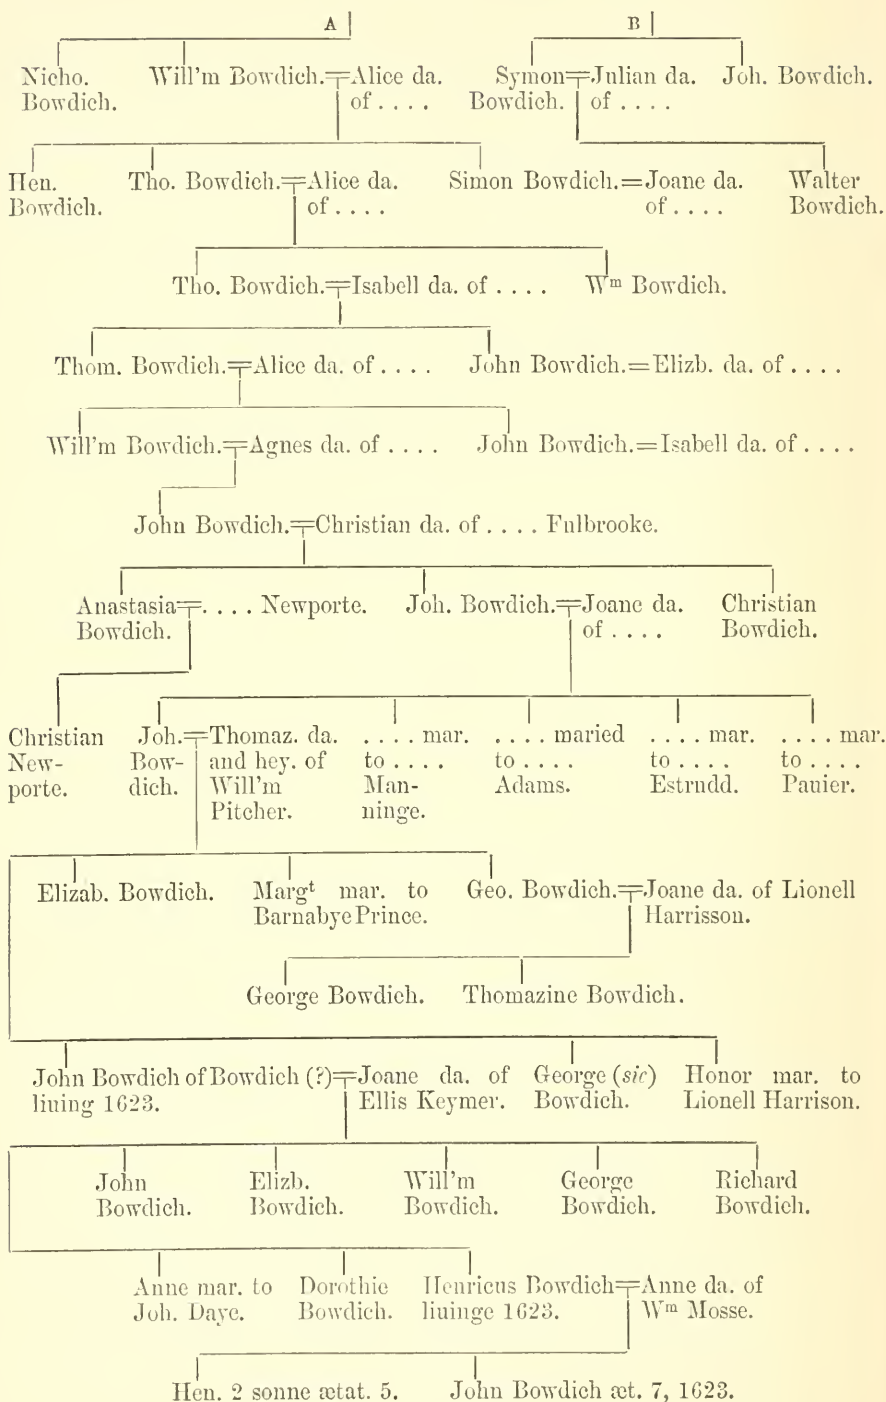 A B
Nicho. Will'm Bowdich.=Alice da. Symon=Julian da. Joh. Bowdich.
Bowdich. of . . . . Bowdich. of . . . .
Hen. Tho. Bowdich.=Alice da. Simon Bowdich.=Joane da. Walter
Bowdich. of . . . . of . . . . Bowdich.
Tho. Bowdich.=Isabell da. of . . . . Wm Bowdich.
Thom. Bowdich.=Alice da. of . . . . John Bowdich.=Elizb. da. of . . . .
Will'm Bowdich.=Agnes da. of . . . . John Bowdich.=Isabell da. of . . . .
John Bowdich.=Christian da. of . . . . Fulbrooke.
Anastasia=. . . . Newporte. Joh. Bowdich.=Joane da. Christian
Bowdich. of . . . . Bowdich.
Christian Joh.=Thomaz. da. . . . . mar. . . . . maried . . . . mar. . . . . mar.
New- Bow- and hey. of to . . . . to . . . . to . . . . to . . . .
porte. dich. Will'm Man- Adams. Estrudd. Pauier.
Pitcher. ninge.
Elizab. Bowdich. Margt mar. to Geo. Bowdich.=Joane da. of Lionell
Barnabye Prince. Harrisson.
George Bowdich. Thomazine Bowdich.
John Bowdich of Bowdich (?)=Joane da. of George (sic) Honor mar. to
liuing 1623. Ellis Keymer. Bowdich. Lionell Harrison.
John Elizb. Will'm George Richard
Bowdich. Bowdich. Bowdich. Bowdich. Bowdich.
Anne mar. to Dorothie Henricus Bowdich=Anne da. of
Joh. Daye. Bowdich. liuinge 1623. Wm Mosse.
Hen. 2 sonne ætat. 5. John Bowdich æt. 7, 1623.